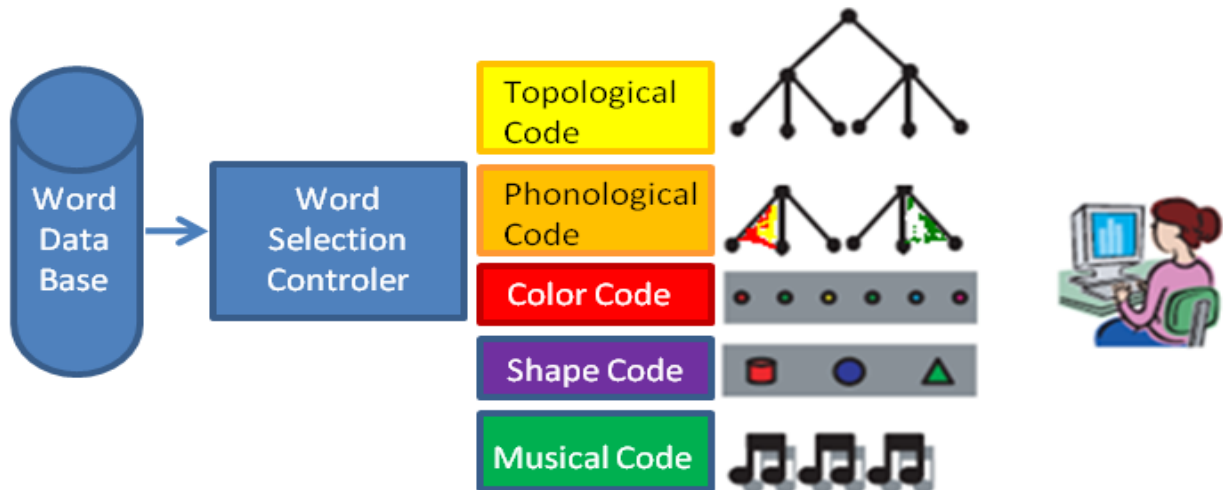 Word
Data
Base
Word
Selection
Controler
Topological
Code
Phonological
Code
Color Code
Shape Code
Musical Code